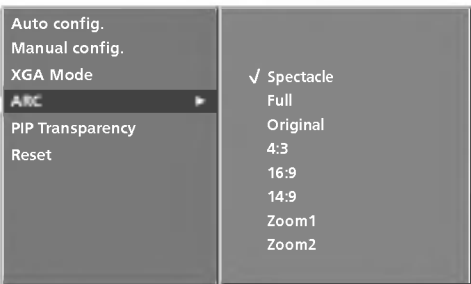 Auto config.
Manual config.
XGA Mode
ARC
PIP Transparency
Reset
✓ Spectacle
Full
Original
4:3
16:9
14:9
Zoom1
Zoom2